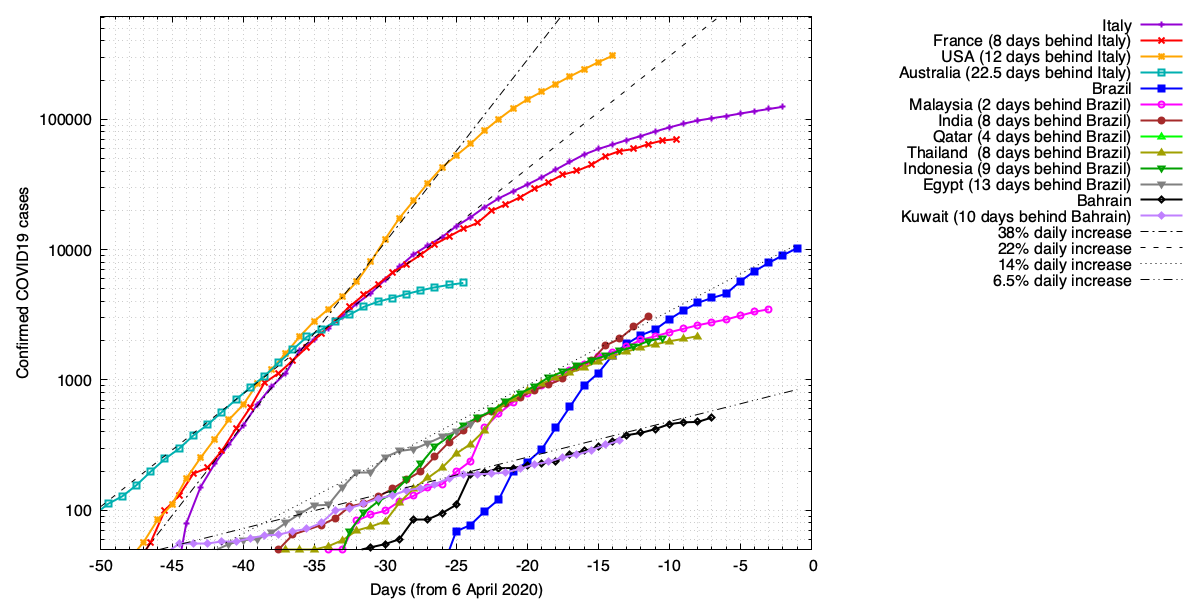 Italy
France (8 days behind Italy)
USA (12 days behind Italy)
Australia (22.5 days behind Italy)
Brazil
Malaysia (2 days behind Brazil)
India (8 days behind Brazil)
Qatar (4 days behind Brazil)
Thailand  (8 days behind Brazil)
Indonesia (9 days behind Brazil)
Egypt (13 days behind Brazil)
Bahrain
Kuwait (10 days behind Bahrain)
38% daily increase
22% daily increase
14% daily increase
6.5% daily increase
Confirmed COVID19 cases
100000
10000
1000
100
-50 -45 -40 -35 -30 -25 -20 -15 -10 -5 0
Days (from 6 April 2020)